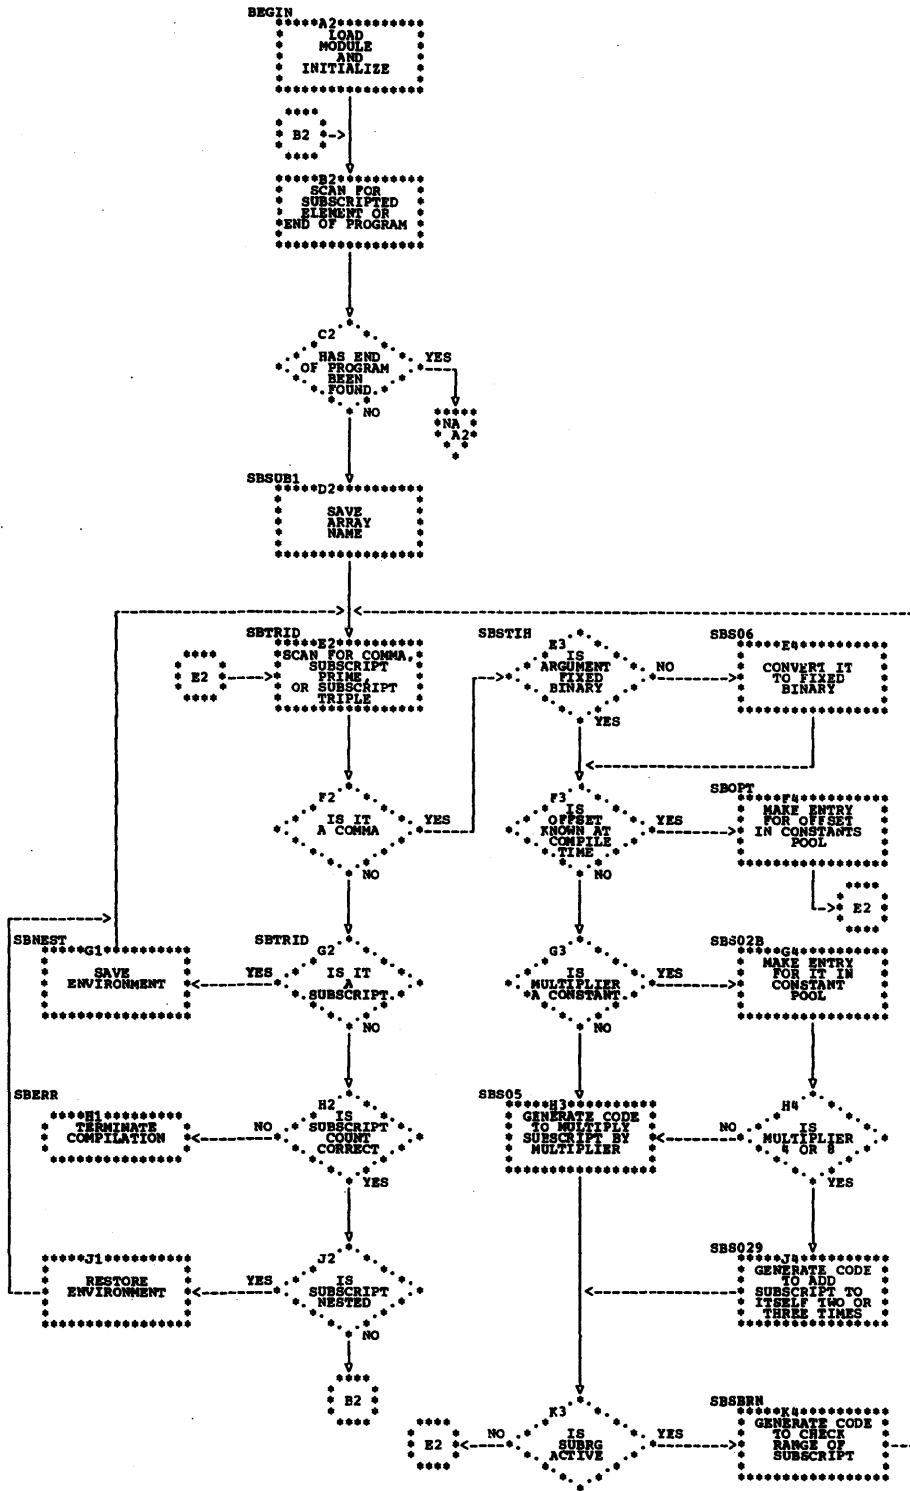 BEGIN
A2
LOAD
MODULE
AND
INITIALIZE
B2
B2
SCAN FOR
SUBSCRIPTED
ELEMENT OR
END OF PROGRAM
C2
HAS END
OF PROGRAM
BEEN
FOUND.
YES
NO
NA
A2
SBSUB1
D2
SAVE
ARRAY
NAME
SBTRID
E2
E2
SCAN FOR COMMA,
SUBSCRIPT
PRIME,
OR SUBSCRIPT
TRIPLE
SBSTIH
E3
IS
ARGUMENT
FIXED
BINARY
NO
YES
SBS06
E4
CONVERT IT
TO FIXED
BINARY
F2
IS IT
A COMMA
YES
NO
F3
IS
OFFSET
KNOWN AT
COMPILE
TIME
YES
NO
SBOPT
F4
MAKE ENTRY
FOR OFFSET
IN CONSTANTS
POOL
E2
SBNEST
G1
SAVE
ENVIRONMENT
SBTRID
G2
IS IT
A
SUBSCRIPT
YES
NO
G3
IS
MULTIPLIER
A CONSTANT
YES
NO
SBS02B
G4
MAKE ENTRY
FOR IT IN
CONSTANT
POOL
SBERR
H1
TERMINATE
COMPILATION
H2
IS
SUBSCRIPT
COUNT
CORRECT
NO
YES
SBS05
H3
GENERATE CODE
TO MULTIPLY
SUBSCRIPT BY
MULTIPLIER
H4
IS
MULTIPLIER
4 OR 8
NO
YES
J1
RESTORE
ENVIRONMENT
J2
IS
SUBSCRIPT
NESTED
YES
NO
SBS029
J4
GENERATE CODE
TO ADD
SUBSCRIPT TO
ITSELF TWO OR
THREE TIMES
B2
E2
K3
IS
SUBRG
ACTIVE
NO
YES
SBSBRN
K4
GENERATE CODE
TO CHECK
RANGE OF
SUBSCRIPT